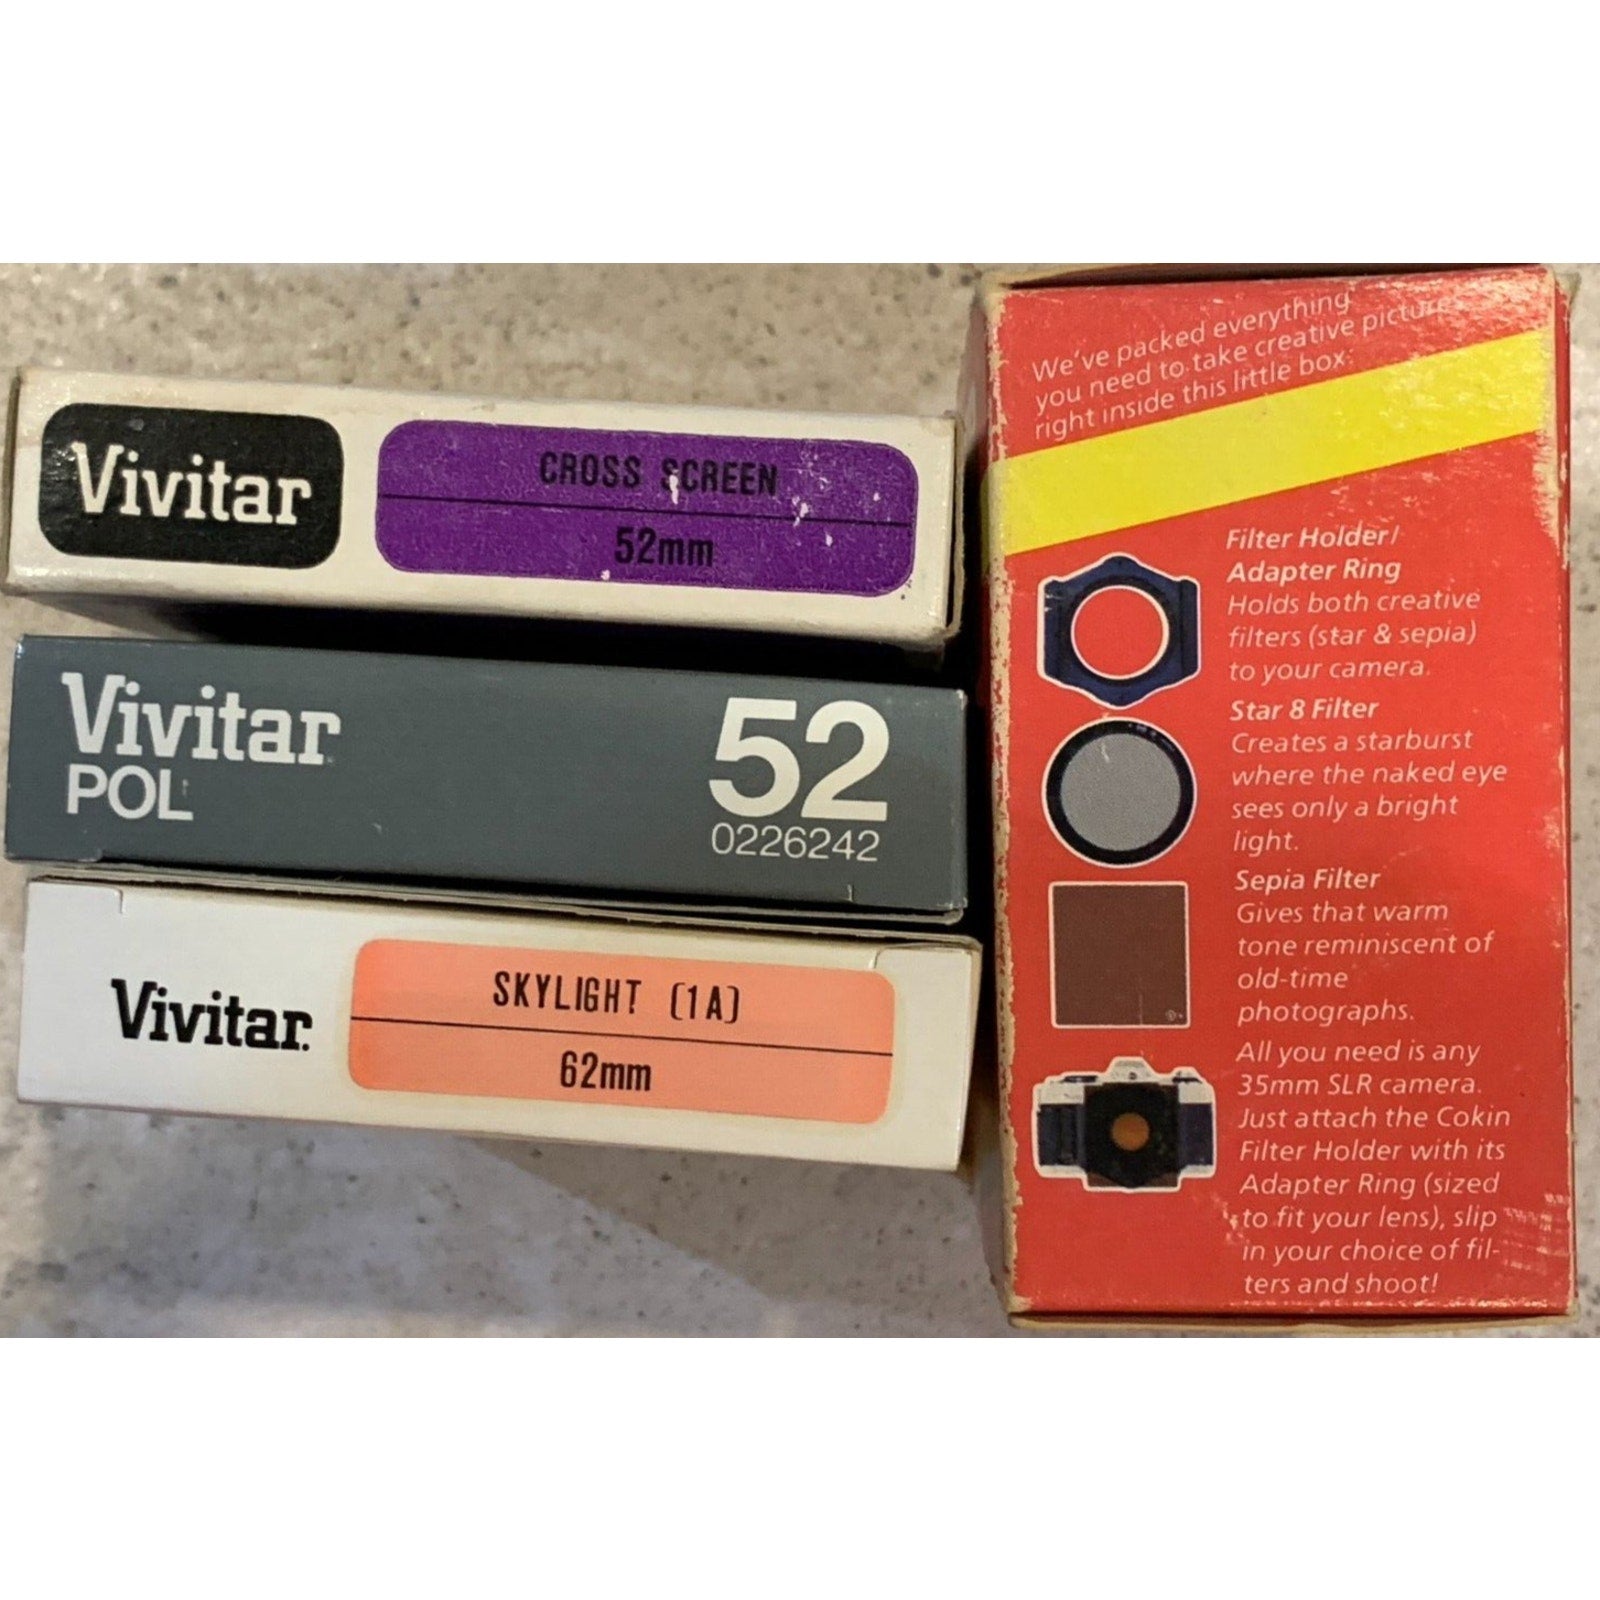 Vivitar
CROSS SCREEN
52mm
Vivitar
POL
52
0226242
Vivitar.
SKYLIGHT (1A)
62mm
We've packed everything
you need to take creative pictures
right inside this little box:
Filter Holder/
Adapter Ring
Holds both creative
filters (star & sepia)
to your camera.
Star 8 Filter
Creates a starburst
where the naked eye
sees only a bright
light.
Sepia Filter
Gives that warm
tone reminiscent of
old-time
photographs.
All you need is any
35mm SLR camera.
Just attach the Cokin
Filter Holder with its
Adapter Ring (sized
to fit your lens), slip
in your choice of fil-
ters and shoot!